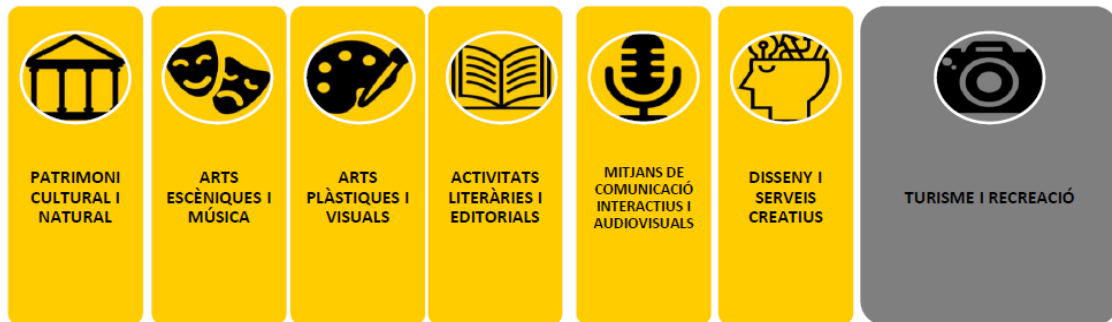 PATRIMONI
CULTURAL I
NATURAL
ARTS
ESCÈNIQUES I
MÚSICA
ARTS
PLÀSTIQUES I
VISUALS
ACTIVITATS
LITERÀRIES I
EDITORIALS
MITJANS DE
COMUNICACIÓ
INTERACTIUS I
AUDIOVISUALS
DISSENY I
SERVEIS
CREATIUS
TURISME I RECREACIÓ